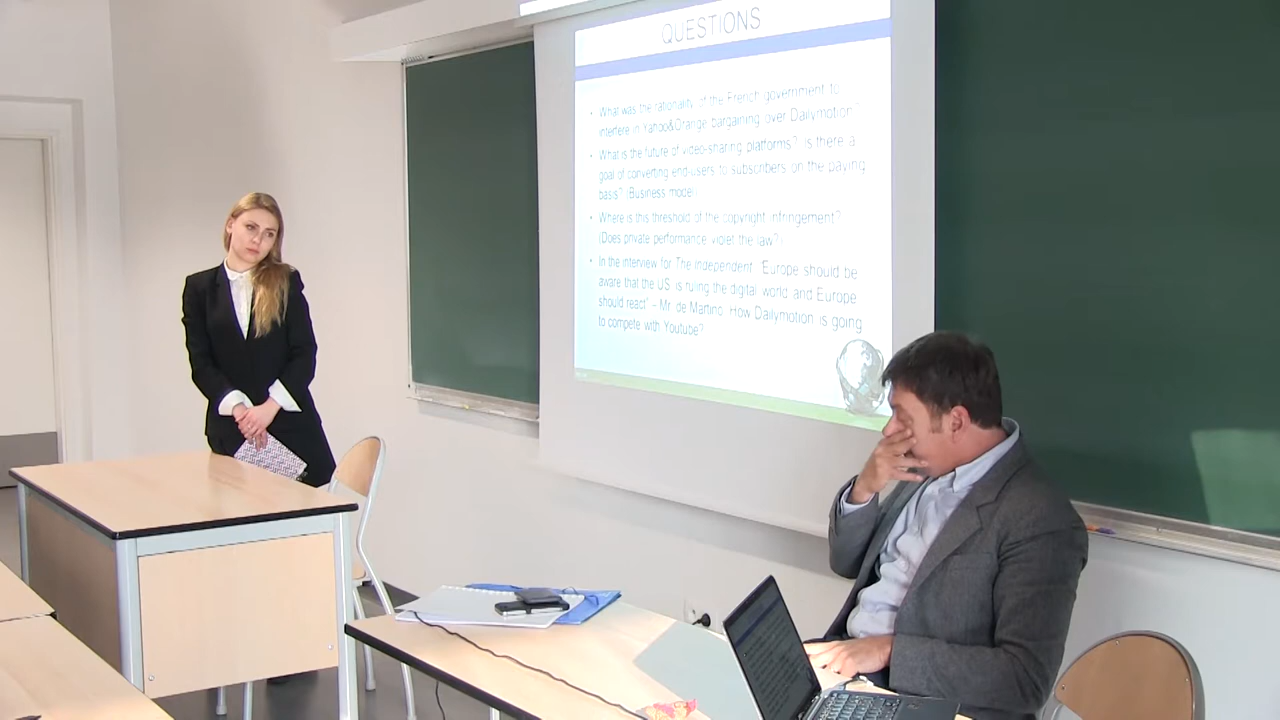 QUESTIONS
• What was the rationality of the French government to
interfere in Yahoo&Orange bargaining over Dailymotion?
• What is the future of video-sharing platforms? Is there a
goal of converting end-users to subscribers on the paying
basis? (Business model)
• Where is this threshold of the copyright infringement?
(Does private performance violet the law?)
• In the interview for The Independent: "Europe should be
aware that the US is ruling the digital world and Europe
should react" – Mr. de Martino. How Dailymotion is going
to compete with Youtube?